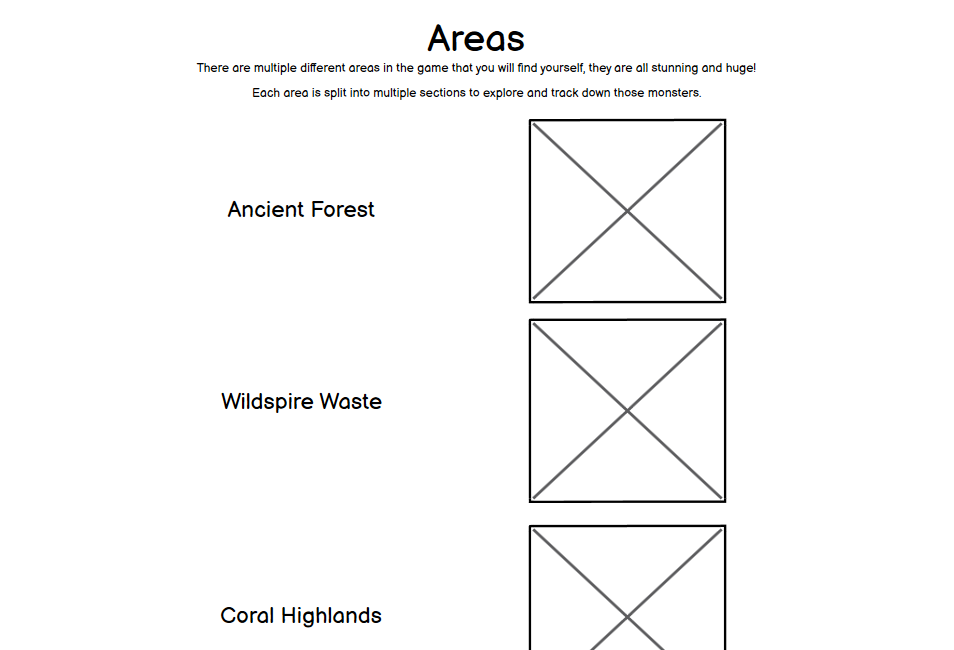 Areas
There are multiple different areas in the game that you will find yourself, they are all stunning and huge!
Each area is split into multiple sections to explore and track down those monsters.
Ancient Forest
Wildspire Waste
Coral Highlands